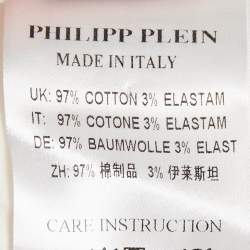 PHILIPP PLEIN
MADE IN ITALY
UK: 97% COTTON 3% ELASTAM
IT: 97% COTONE 3% ELASTAM
DE: 97% BAUMWOLLE 3% ELAST
ZH: 97% 棉制品 3% 伊莱斯坦
CARE INSTRUCTION